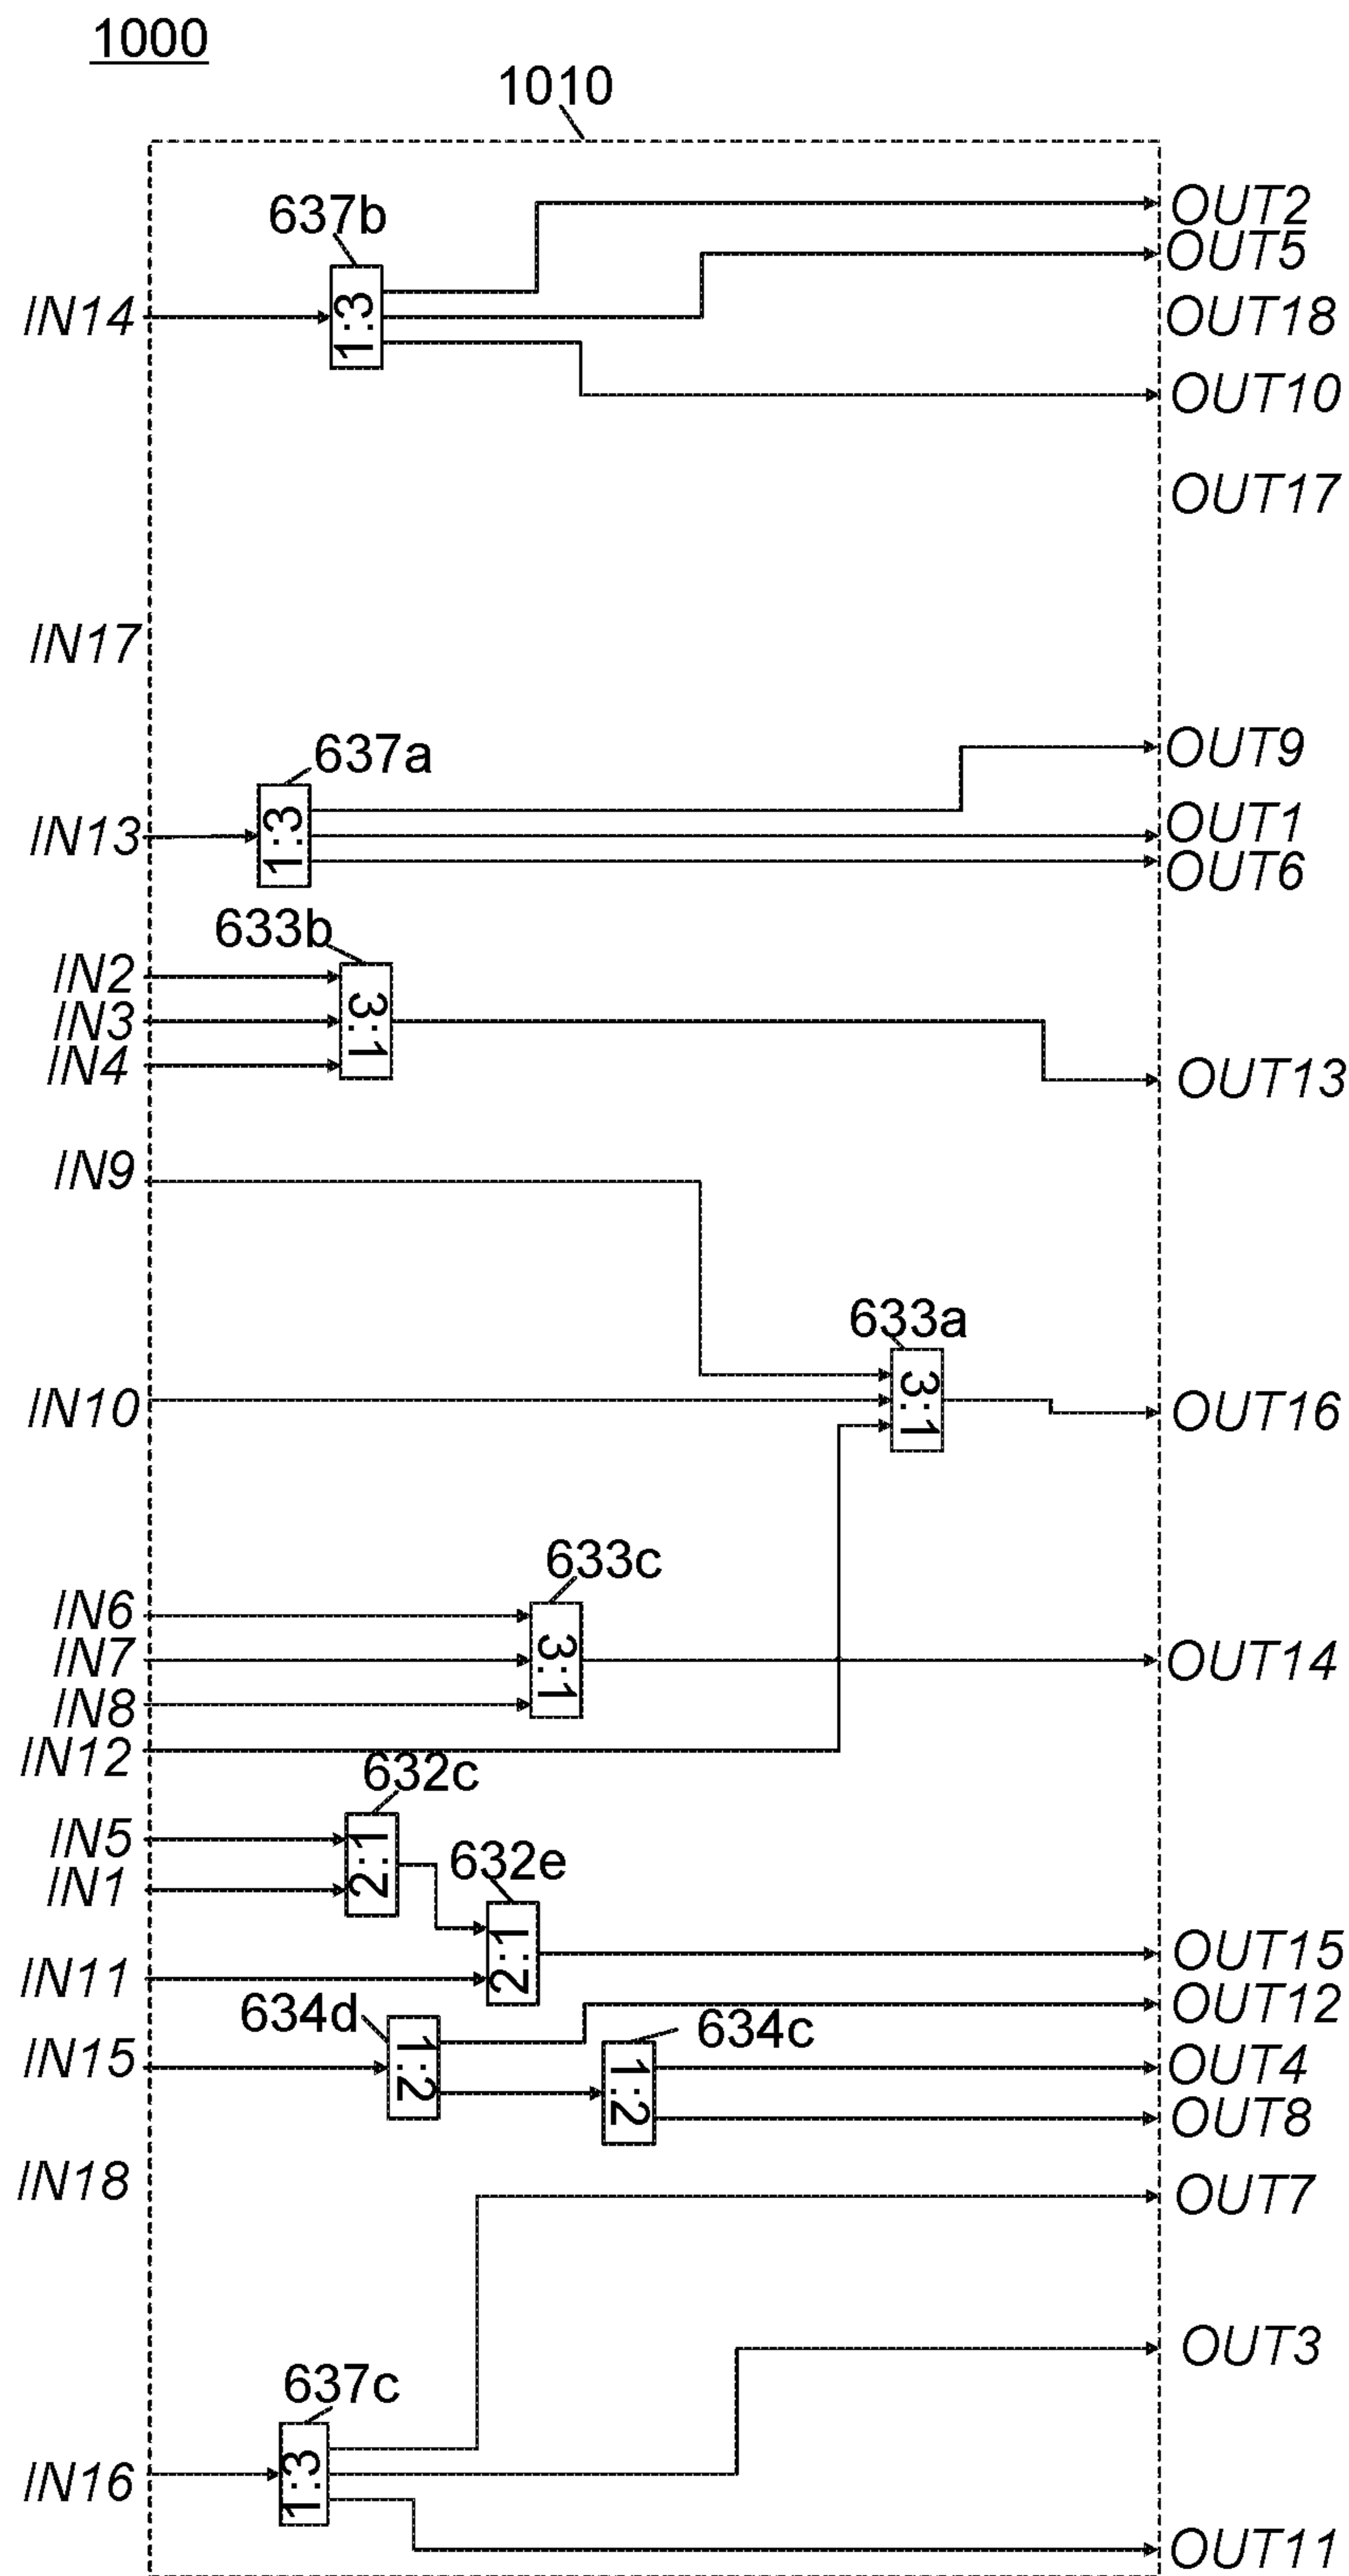 1000
1010
637b
OUT2
OUT5
IN14
1:3
OUT18
OUT10
OUT17
IN17
637a
OUT9
IN13
1:3
OUT1
OUT6
633b
IN2
IN3
3:1
IN4
OUT13
IN9
633a
IN10
3:1
OUT16
633c
IN6
IN7
3:1
OUT14
IN8
IN12
632c
IN5
2:1
IN1
632e
2:1
OUT15
IN11
634d
OUT12
634c
IN15
1:2
1:2
OUT4
OUT8
IN18
OUT7
OUT3
637c
IN16
1:3
OUT11